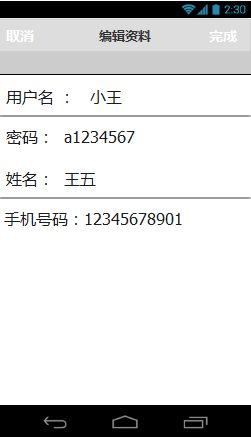 2:30
取消 编辑资料 完成
用户名 ： 小王
密码： a1234567
姓名： 王五
手机号码：12345678901